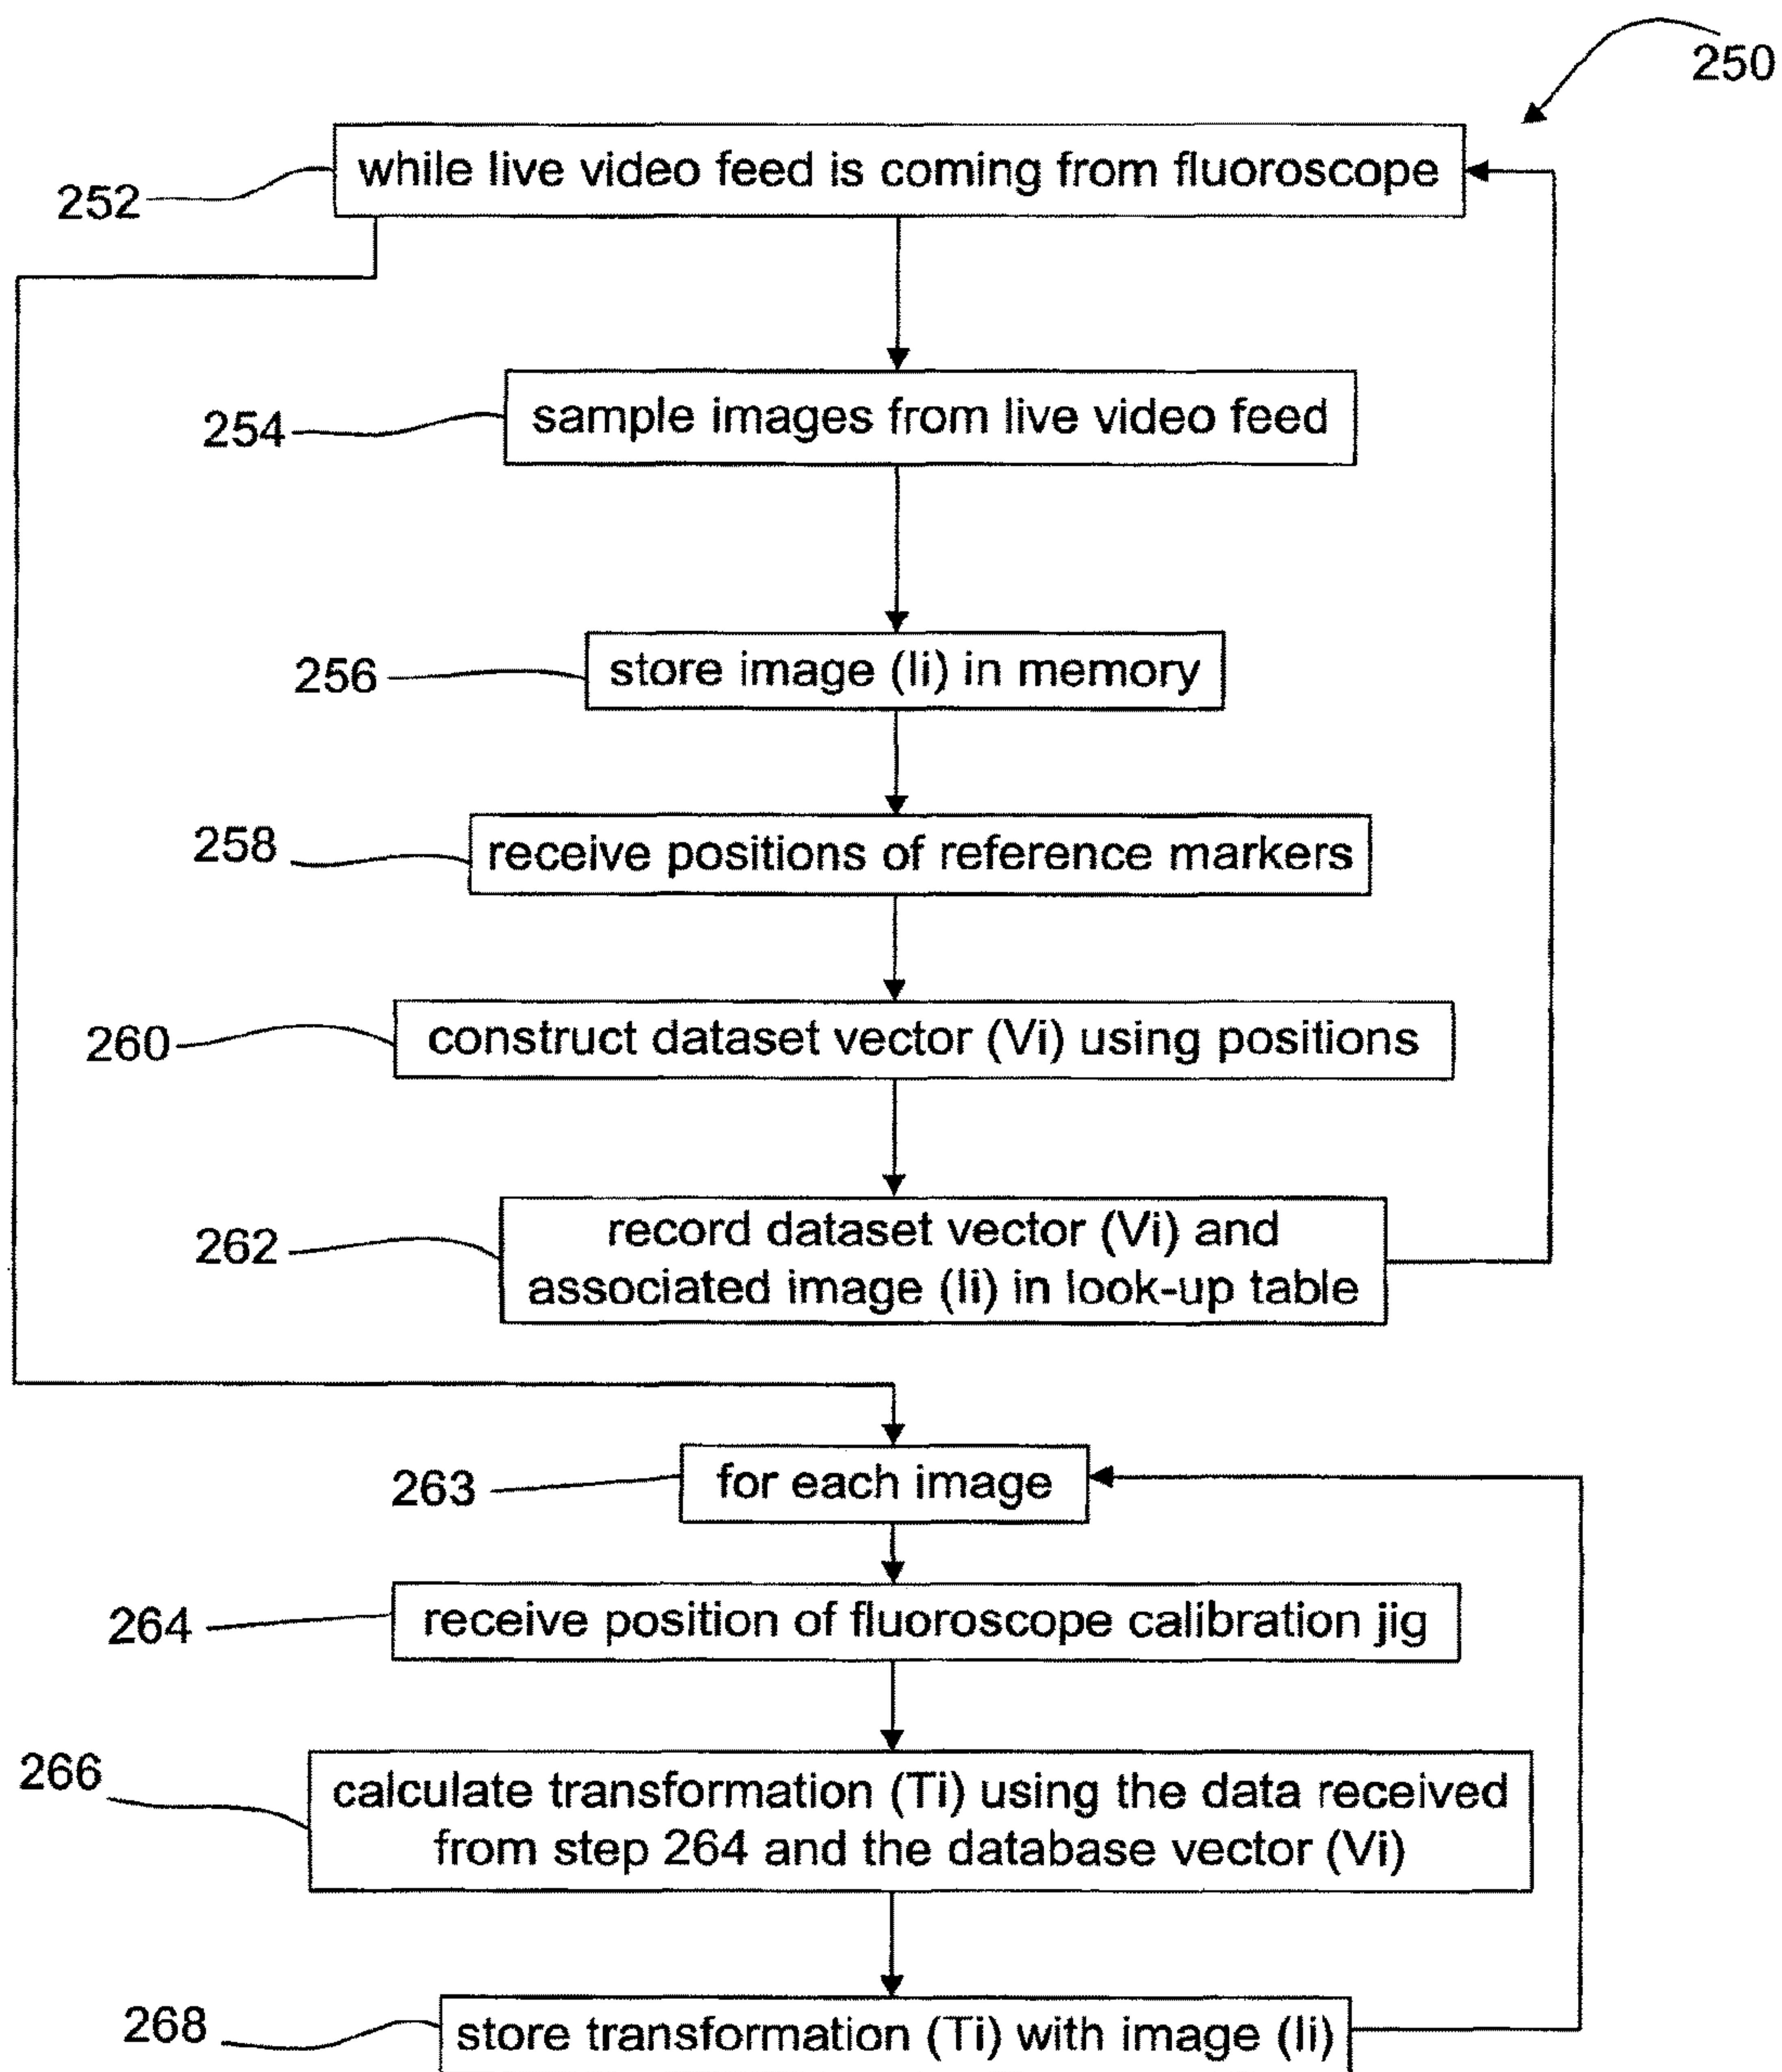 250
252
while live video feed is coming from fluoroscope
254
sample images from live video feed
256
store image (Ii) in memory
258
receive positions of reference markers
260
construct dataset vector (Vi) using positions
262
record dataset vector (Vi) and
associated image (Ii) in look-up table
263
for each image
264
receive position of fluoroscope calibration jig
266
calculate transformation (Ti) using the data received
from step 264 and the database vector (Vi)
268
store transformation (Ti) with image (Ii)